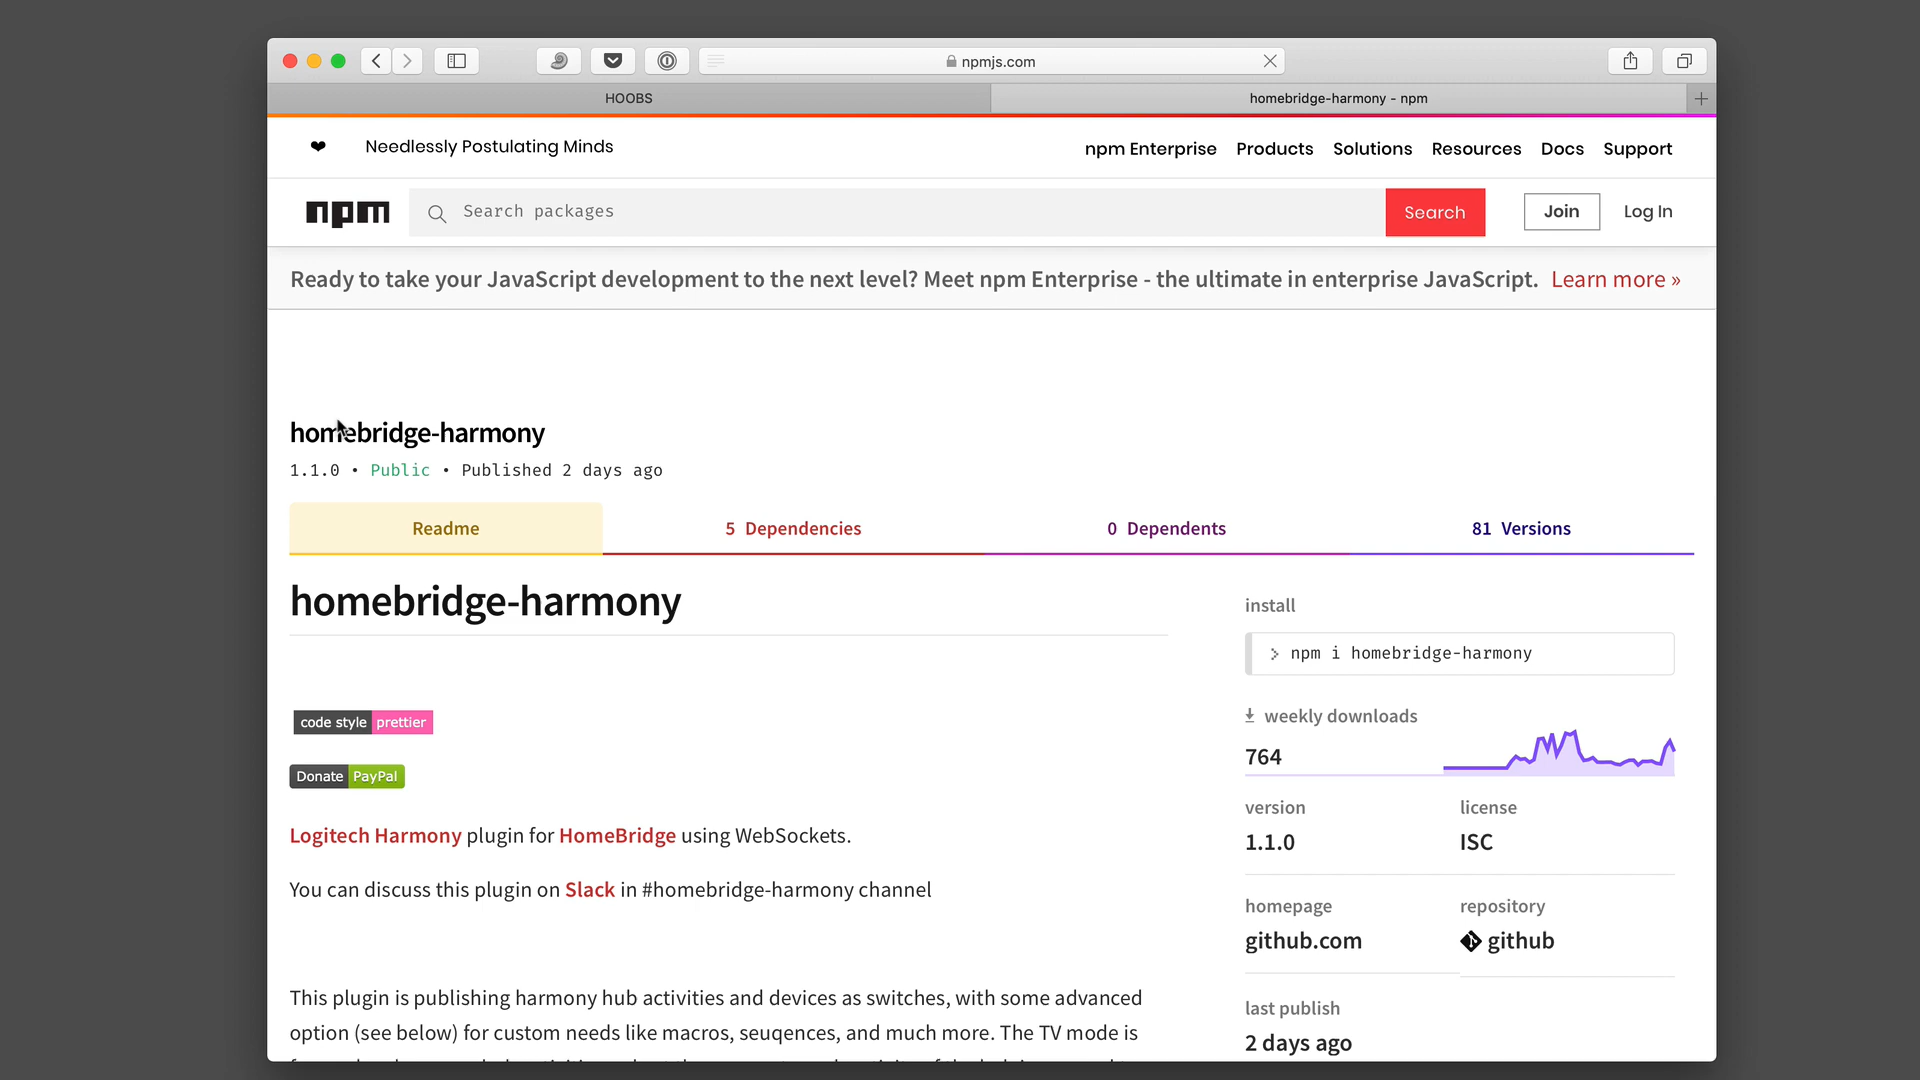 npmjs.com
HOOBS
homebridge-harmony - npm
Needlessly Postulating Minds
npm Enterprise Products Solutions Resources Docs Support
npm
Search packages
Search
Join
Log In
Ready to take your JavaScript development to the next level? Meet npm Enterprise - the ultimate in enterprise JavaScript. Learn more »
homebridge-harmony
1.1.0 • Public • Published 2 days ago
Readme
5 Dependencies
0 Dependents
81 Versions
homebridge-harmony
code style prettier
Donate PayPal
Logitech Harmony plugin for HomeBridge using WebSockets.
You can discuss this plugin on Slack in #homebridge-harmony channel
This plugin is publishing harmony hub activities and devices as switches, with some advanced
option (see below) for custom needs like macros, seuqences, and much more. The TV mode is
install
> npm i homebridge-harmony
weekly downloads
764
version
1.1.0
license
ISC
homepage
github.com
repository
github
last publish
2 days ago